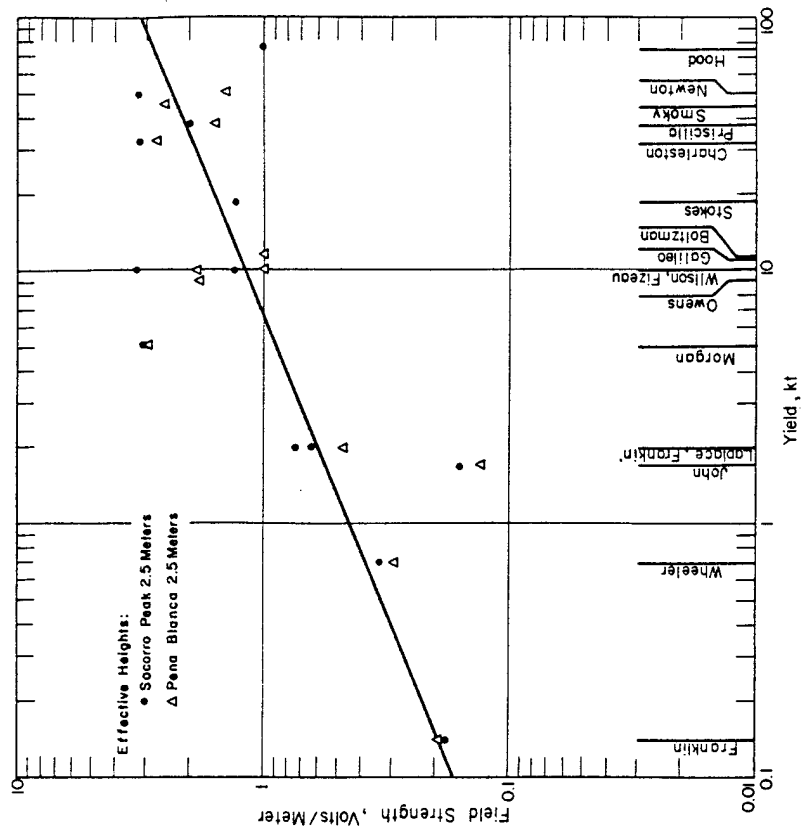 Effective Heights:
● Socorro Peak 2.5 Meters
△ Pena Blanca 2.5 Meters
Field Strength, Volts/Meter
10
1
0.1
0.01
0.1
1
10
100
Yield, kt
Franklin
Wheeler
John
Laplace, Frankin'
Morgan
Owens
Wilson, Fizeau
Galileo
Boltzman
Stokes
Charleston
Priscilla
Smoky
Newton
Hood